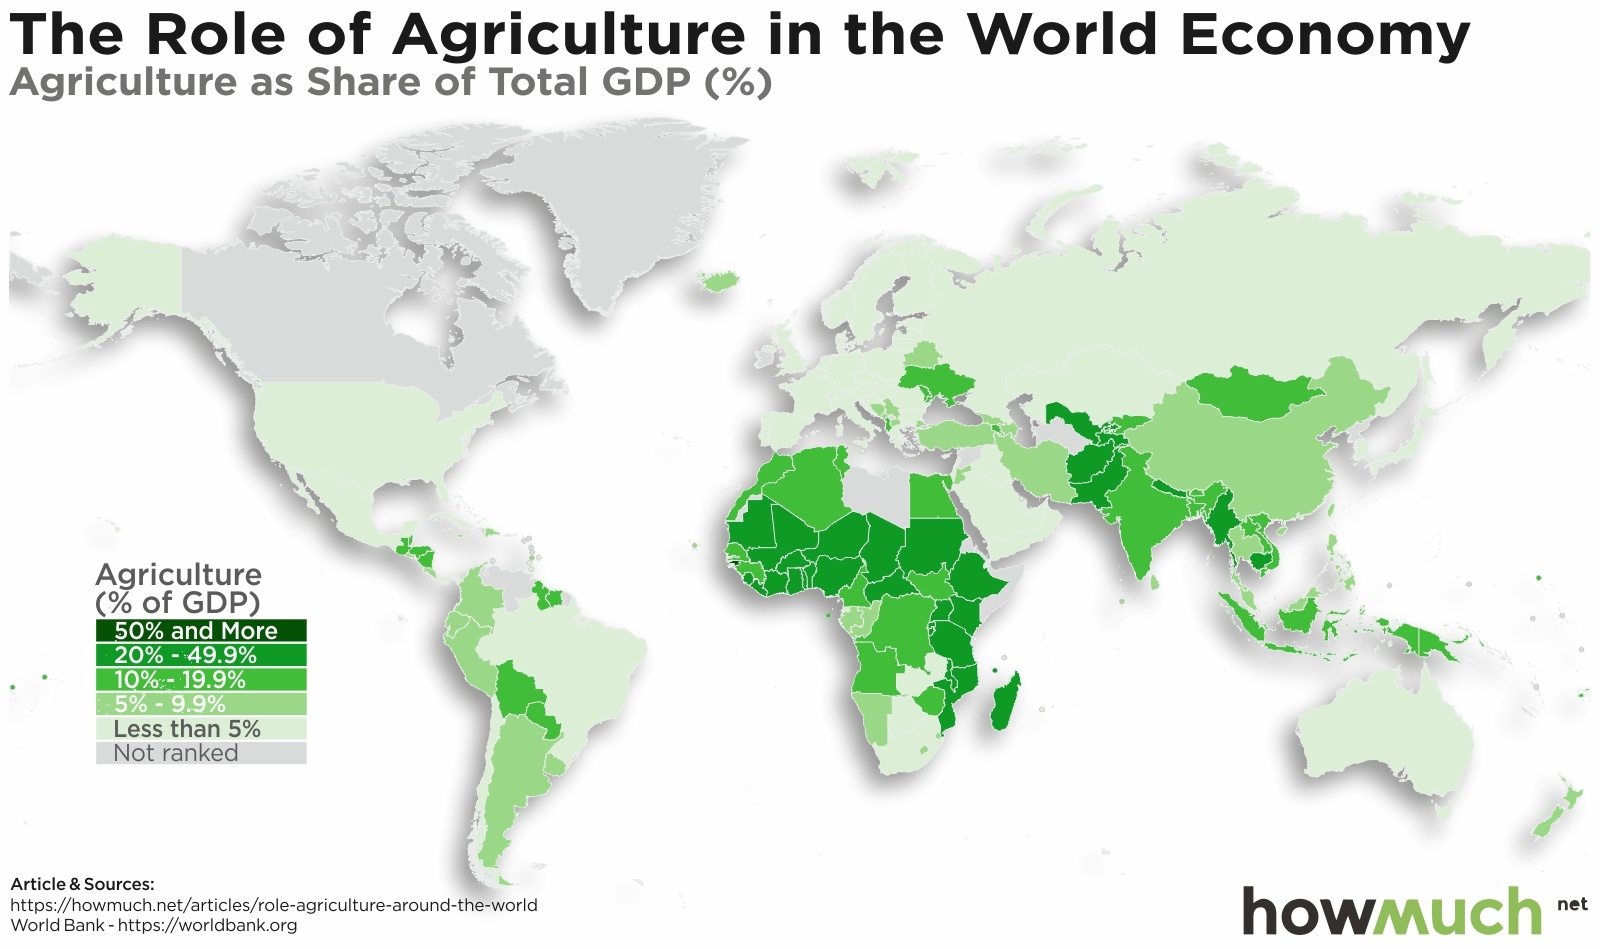 The Role of Agriculture in the World Economy
Agriculture as Share of Total GDP (%)
Agriculture
(% of GDP)
50% and More
20% - 49.9%
10% - 19.9%
5% - 9.9%
Less than 5%
Not ranked
Article & Sources:
https://howmuch.net/articles/role-agriculture-around-the-world
World Bank - https://worldbank.org
howmuch net